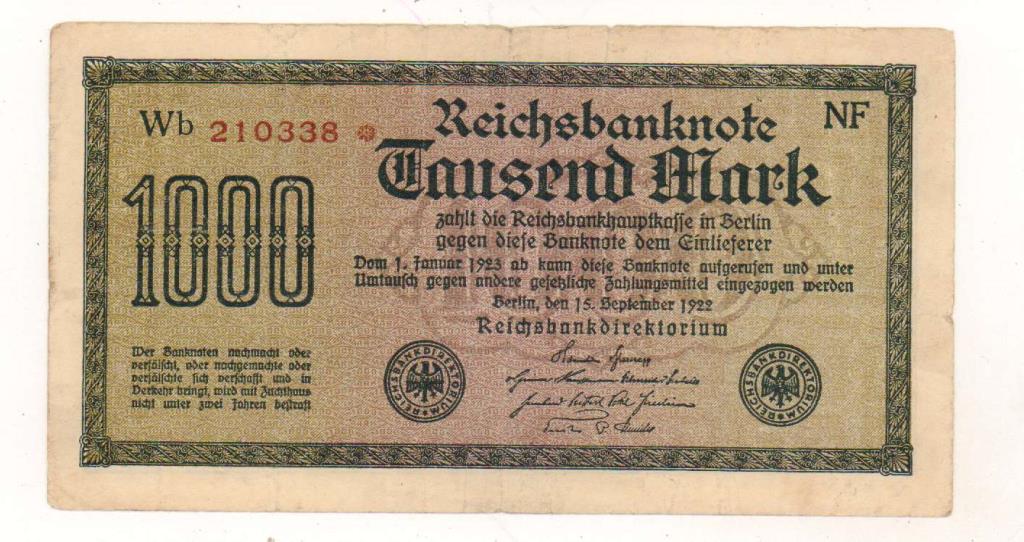 Wb 210338
NF
Reichsbanknote
Tausend Mark
1000
zahlt die Reichsbankhauptkasse in Berlin
gegen diese Banknote dem Einlieferer
Vom 1. Januar 1923 ab kann diese Banknote aufgerufen und unter
Umtausch gegen andere gesetzliche Zahlungsmittel eingezogen werden
Berlin, den 15. September 1922
Reichsbankdirektorium
Wer Banknoten nachmacht oder
verfälscht, oder nachgemachte oder
verfälschte sich verschafft und in
Verkehr bringt, wird mit Zuchthaus
nicht unter zwei Jahren bestraft
REICHSBANKDIREKTORIUM
REICHSBANKDIREKTORIUM